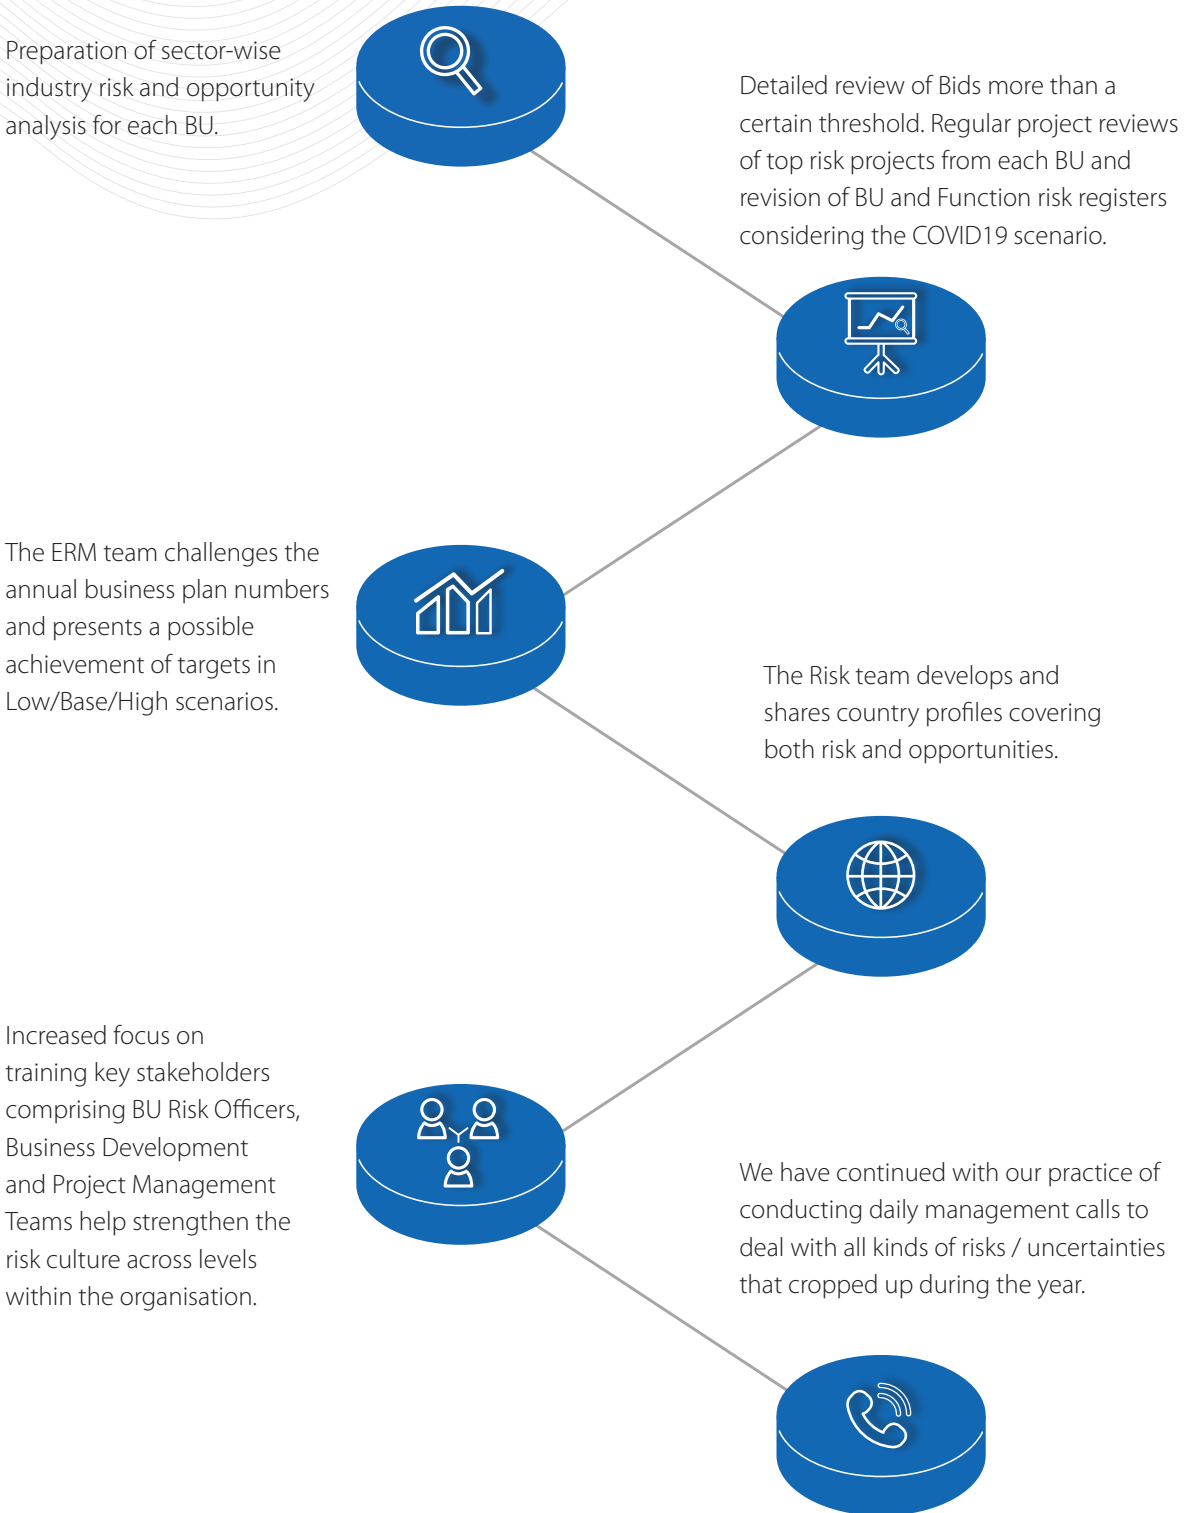 Preparation of sector-wise
industry risk and opportunity
analysis for each BU.
Detailed review of Bids more than a
certain threshold. Regular project reviews
of top risk projects from each BU and
revision of BU and Function risk registers
considering the COVID19 scenario.
The ERM team challenges the
annual business plan numbers
and presents a possible
achievement of targets in
Low/Base/High scenarios.
The Risk team develops and
shares country profiles covering
both risk and opportunities.
Increased focus on
training key stakeholders
comprising BU Risk Officers,
Business Development
and Project Management
Teams help strengthen the
risk culture across levels
within the organisation.
We have continued with our practice of
conducting daily management calls to
deal with all kinds of risks / uncertainties
that cropped up during the year.